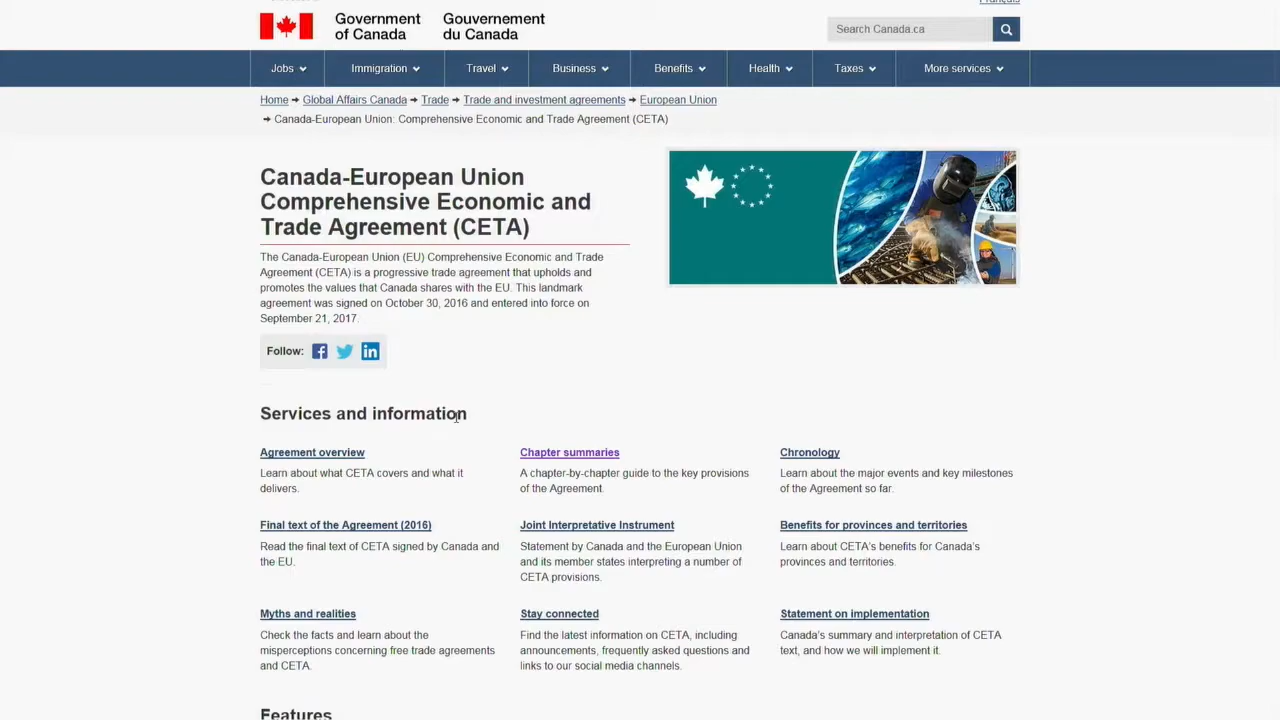 Français
Government Gouvernement
of Canada du Canada
Search Canada.ca
Jobs Immigration Travel Business Benefits Health Taxes More services
Home Global Affairs Canada Trade Trade and investment agreements European Union
Canada-European Union: Comprehensive Economic and Trade Agreement (CETA)
Canada-European Union
Comprehensive Economic and
Trade Agreement (CETA)
The Canada-European Union (EU) Comprehensive Economic and Trade
Agreement (CETA) is a progressive trade agreement that upholds and
promotes the values that Canada shares with the EU. This landmark
agreement was signed on October 30, 2016 and entered into force on
September 21, 2017.
Follow:
Services and information
Agreement overview
Learn about what CETA covers and what it
delivers.
Chapter summaries
A chapter-by-chapter guide to the key provisions
of the Agreement.
Chronology
Learn about the major events and key milestones
of the Agreement so far.
Final text of the Agreement (2016)
Read the final text of CETA signed by Canada and
the EU.
Joint Interpretative Instrument
Statement by Canada and the European Union
and its member states interpreting a number of
CETA provisions.
Benefits for provinces and territories
Learn about CETA's benefits for Canada's
provinces and territories.
Myths and realities
Check the facts and learn about the
misperceptions concerning free trade agreements
and CETA.
Stay connected
Find the latest information on CETA, including
announcements, frequently asked questions and
links to our social media channels.
Statement on implementation
Canada's summary and interpretation of CETA
text, and how we will implement it.
Features